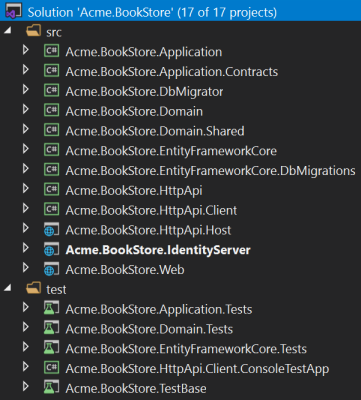 Solution 'Acme.BookStore' (17 of 17 projects)
src
C# Acme.BookStore.Application
C# Acme.BookStore.Application.Contracts
C# Acme.BookStore.DbMigrator
C# Acme.BookStore.Domain
C# Acme.BookStore.Domain.Shared
C# Acme.BookStore.EntityFrameworkCore
C# Acme.BookStore.EntityFrameworkCore.DbMigrations
C# Acme.BookStore.HttpApi
C# Acme.BookStore.HttpApi.Client
Acme.BookStore.HttpApi.Host
Acme.BookStore.IdentityServer
Acme.BookStore.Web
test
Acme.BookStore.Application.Tests
Acme.BookStore.Domain.Tests
Acme.BookStore.EntityFrameworkCore.Tests
C# Acme.BookStore.HttpApi.Client.ConsoleTestApp
Acme.BookStore.TestBase